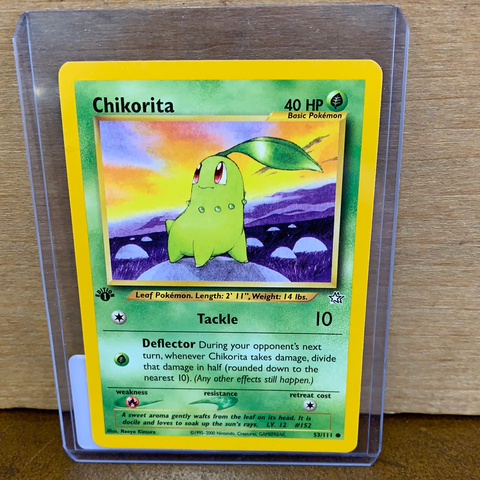 Chikorita
40 HP
Basic Pokémon
Leaf Pokémon. Length: 2' 11", Weight: 14 lbs.
EDITION
1
Tackle 10
Deflector During your opponent's next
turn, whenever Chikorita takes damage, divide
that damage in half (rounded down to the
nearest 10). (Any other effects still happen.)
weakness resistance retreat cost
A sweet aroma gently wafts from the leaf on its head. It is
docile and loves to soak up the sun's rays. LV. 12 #152
Illus. Naoyo Kimura ©1995-2000 Nintendo, Creatures, GAMEFREAK. 53/111